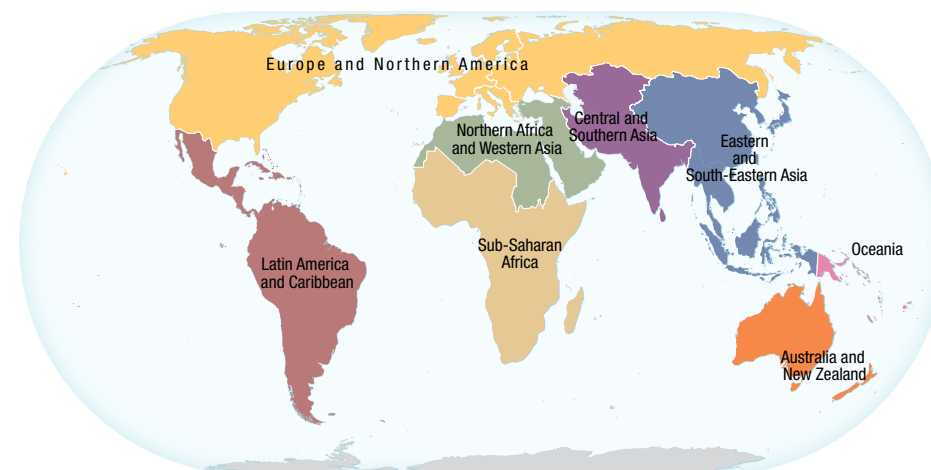 Europe and Northern America
Northern Africa
and Western Asia
Central and
Southern Asia
Eastern
and
South-Eastern Asia
Sub-Saharan
Africa
Oceania
Latin America
and Caribbean
Australia and
New Zealand